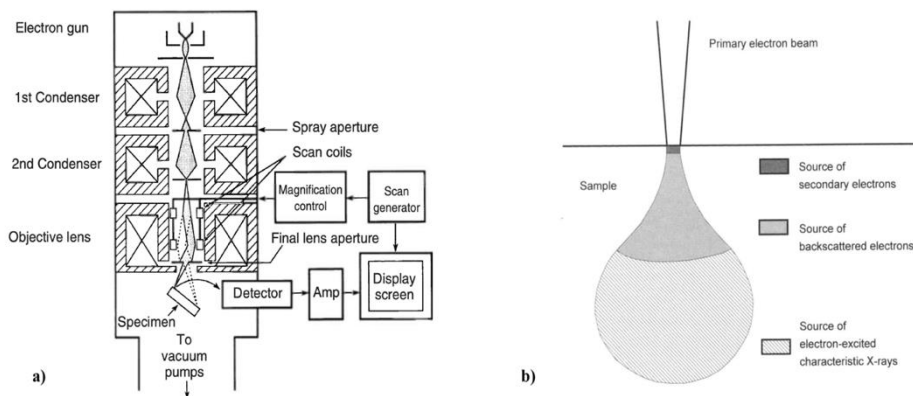 Electron gun
1st Condenser
Spray aperture
2nd Condenser
Scan coils
Magnification
control
Scan
generator
Objective lens
Final lens aperture
Detector
Amp
Display
screen
Specimen
To
vacuum
pumps
a)
Primary electron beam
Sample
Source of
secondary electrons
Source of
backscattered electrons
Source of
electron-excited
characteristic X-rays
b)